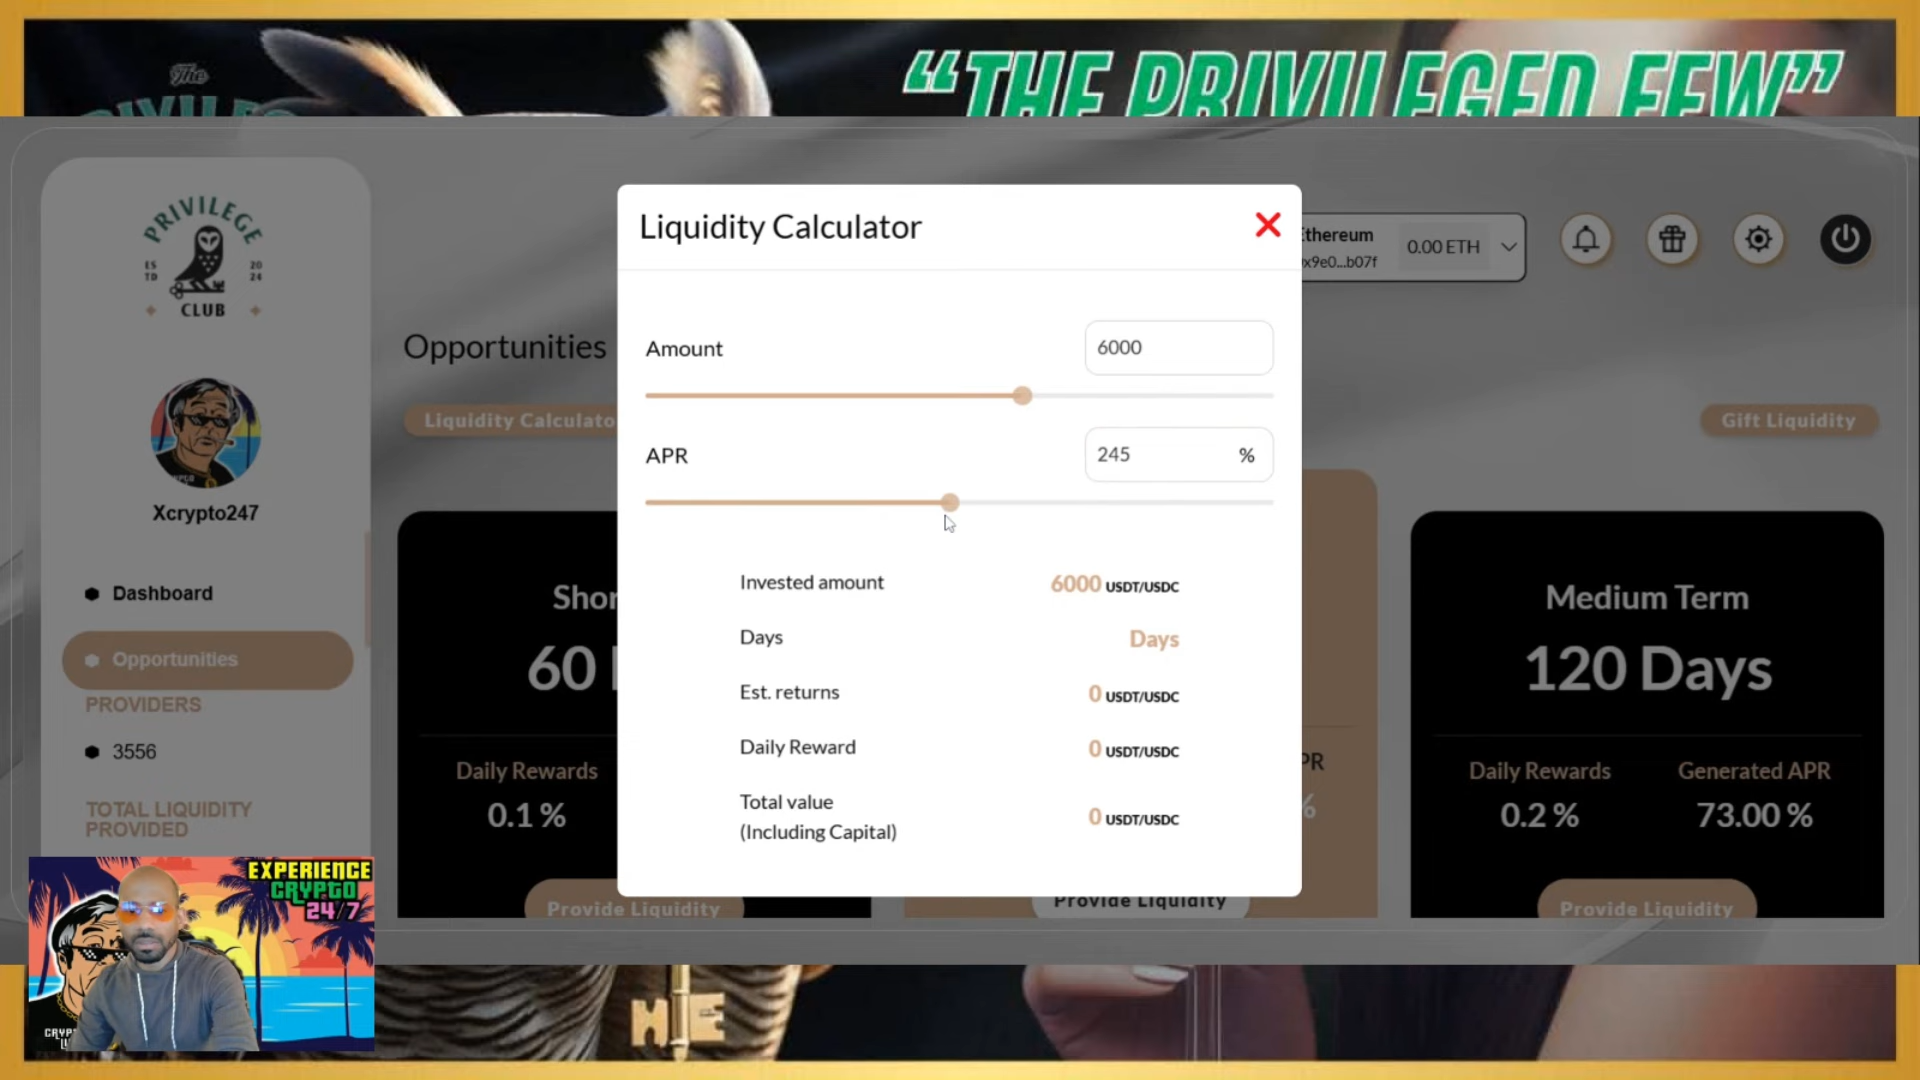 The
"THE PRIVILEGED FEW"
PRIVILEGE
ES
TD
20
24
CLUB
Xcrypto247
Dashboard
Opportunities
PROVIDERS
3556
TOTAL LIQUIDITY
PROVIDED
Opportunities
Liquidity Calculato
Ethereum
x9e0...b07f
0.00 ETH
Gift Liquidity
Liquidity Calculator
Amount
6000
APR
245 %
Invested amount 6000 USDT/USDC
Days Days
Est. returns 0 USDT/USDC
Daily Reward 0 USDT/USDC
Total value
(Including Capital) 0 USDT/USDC
Shor
60
Daily Rewards
0.1 %
Provide Liquidity
PR
%
Provide Liquidity
Medium Term
120 Days
Daily Rewards Generated APR
0.2 % 73.00 %
Provide Liquidity
EXPERIENCE
CRYPTO
24/7